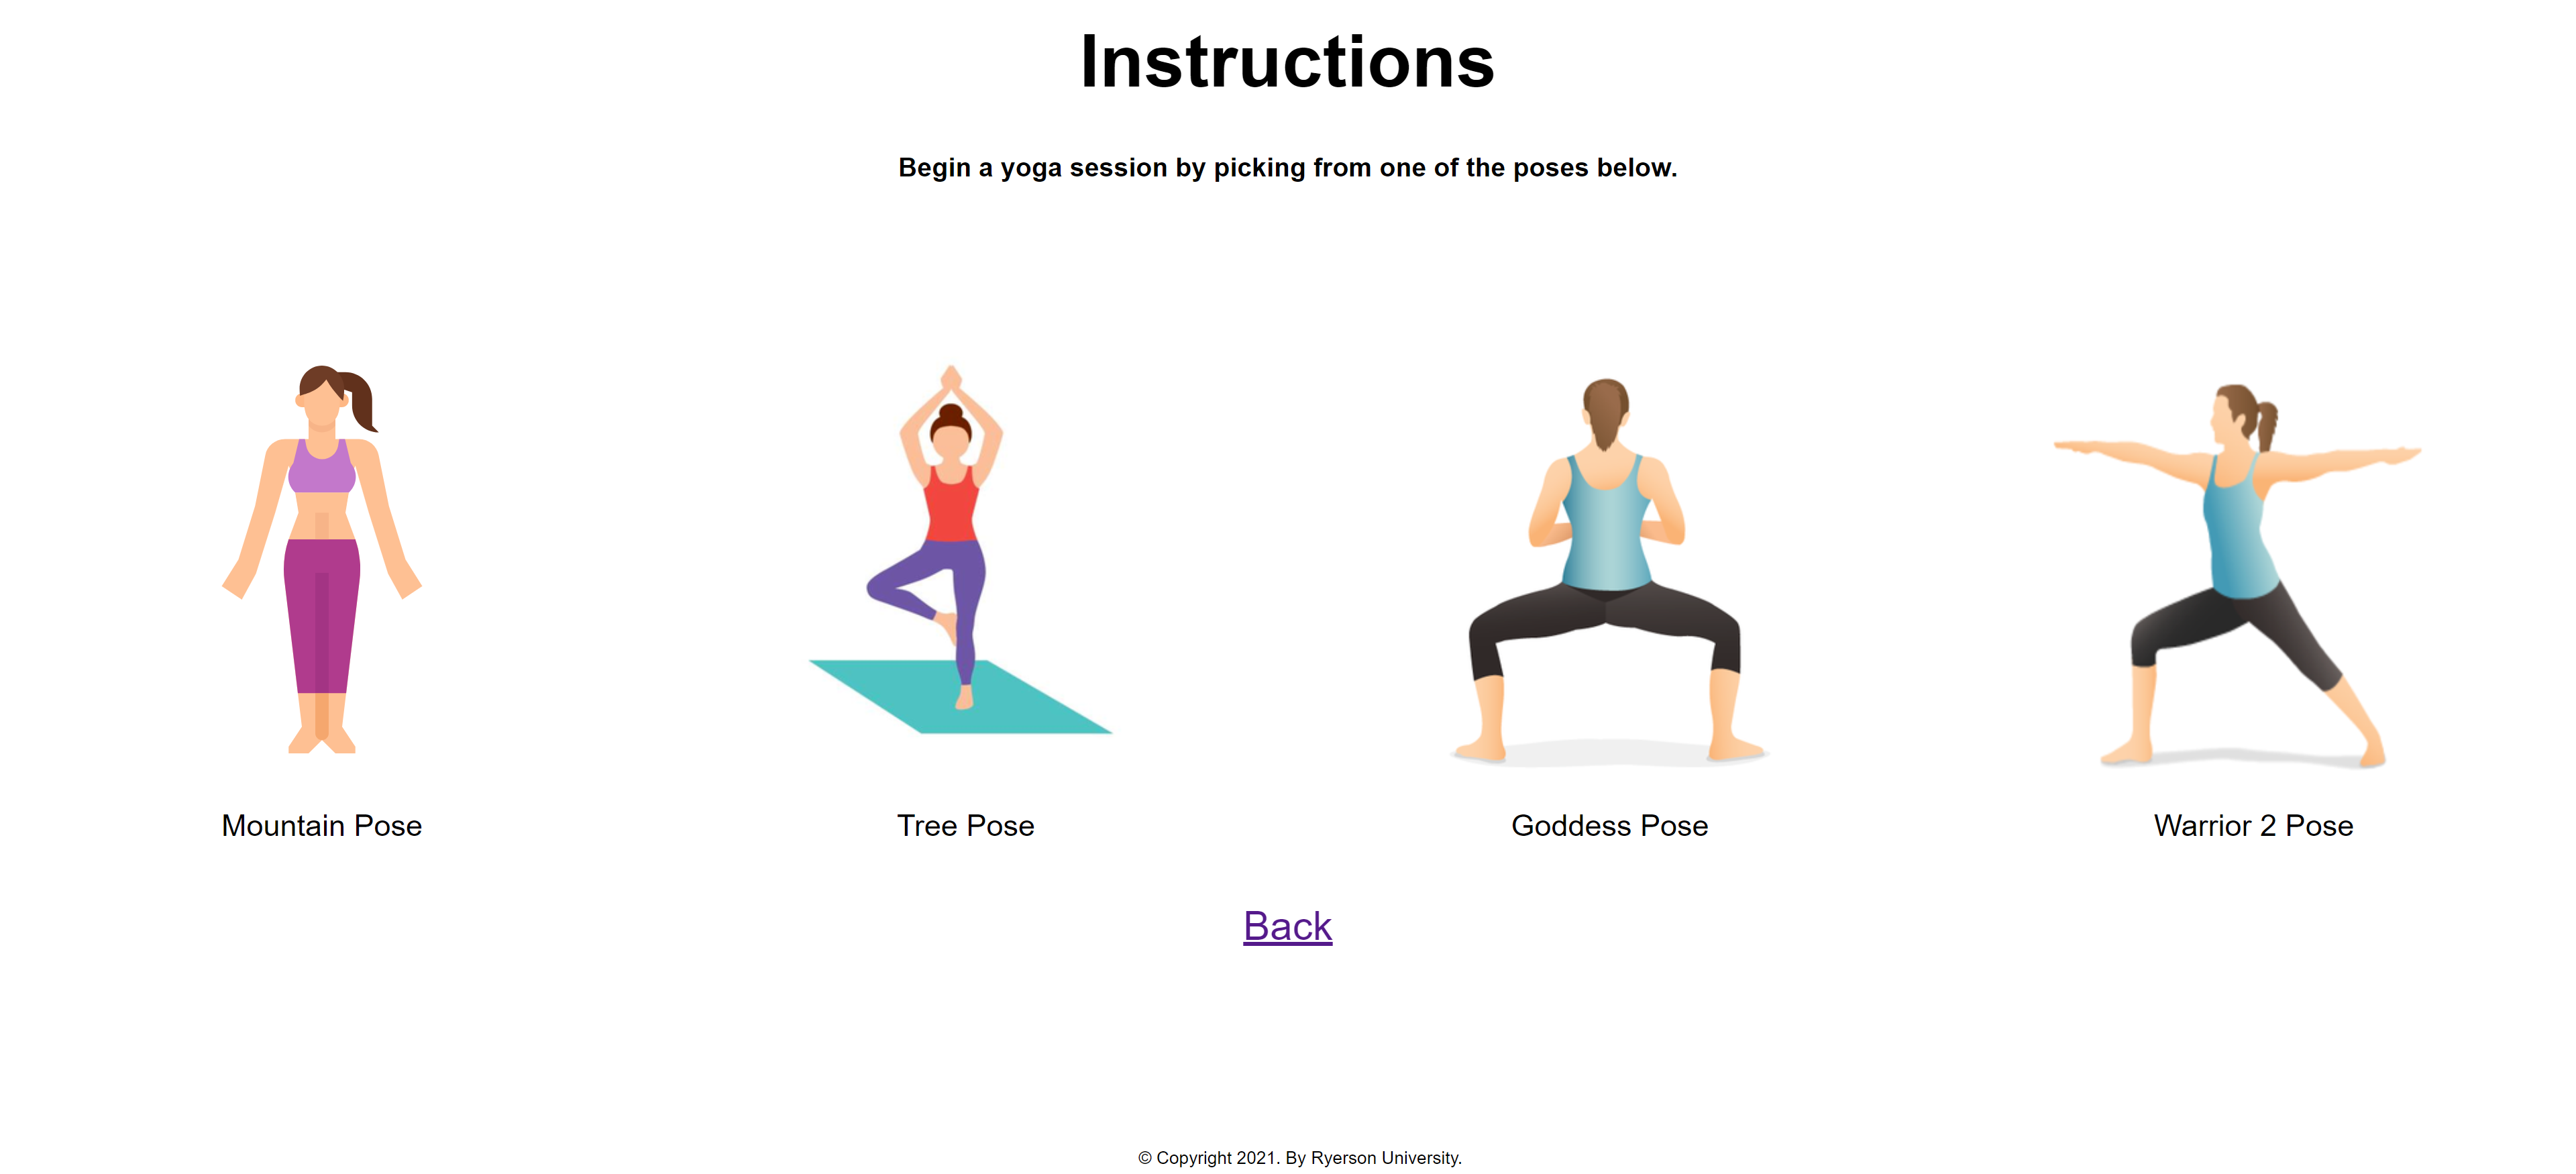 Instructions
Begin a yoga session by picking from one of the poses below.
Mountain Pose
Tree Pose
Goddess Pose
Warrior 2 Pose
Back
© Copyright 2021. By Ryerson University.